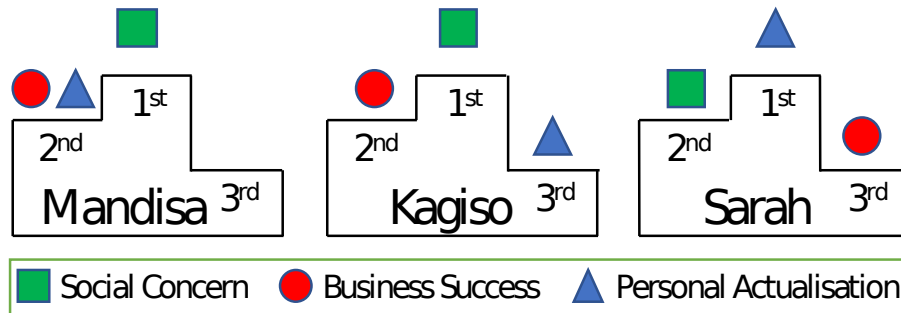 1st
2nd
Mandisa 3rd
1st
2nd
Kagiso 3rd
1st
2nd
Sarah 3rd
Social Concern Business Success Personal Actualisation